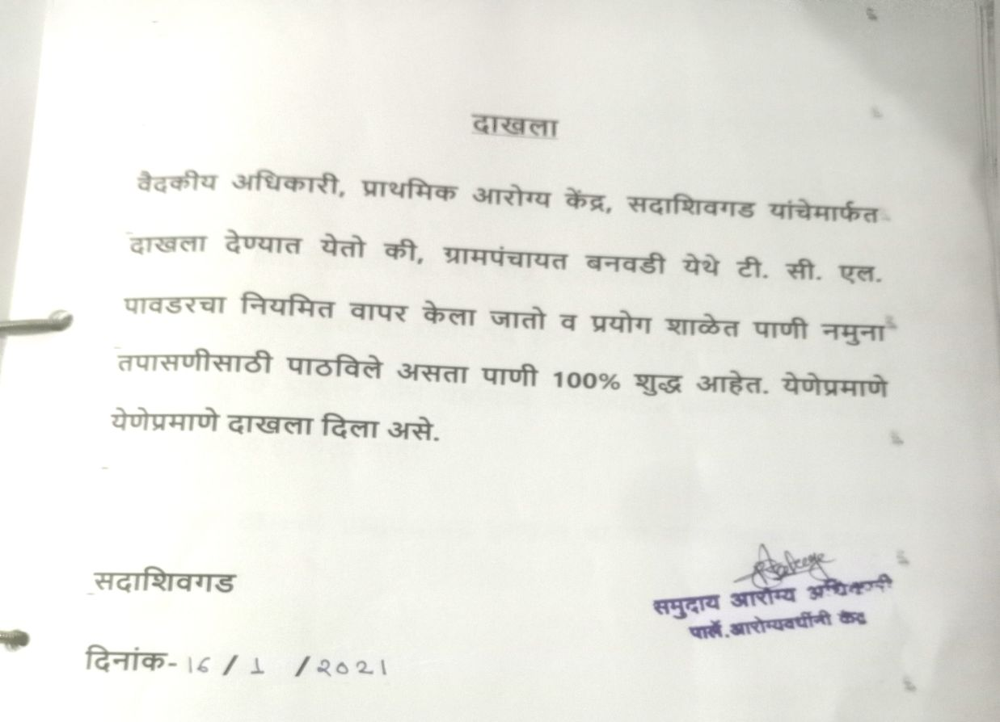 दाखला
वैदकीय अधिकारी, प्राथमिक आरोग्य केंद्र, सदाशिवगड यांचेमार्फत
दाखला देण्यात येतो की, ग्रामपंचायत बनवडी येथे टी. सी. एल.
पावडरचा नियमित वापर केला जातो व प्रयोग शाळेत पाणी नमुना
तपासणीसाठी पाठविले असता पाणी 100% शुद्ध आहेत. येणेप्रमाणे
येणेप्रमाणे दाखला दिला असे.
सदाशिवगड
समुदाय आरोग्य अधिकारी
पार्ले.आरोग्यवर्धीनी केंद्र
दिनांक- 16 / 1 / 2021